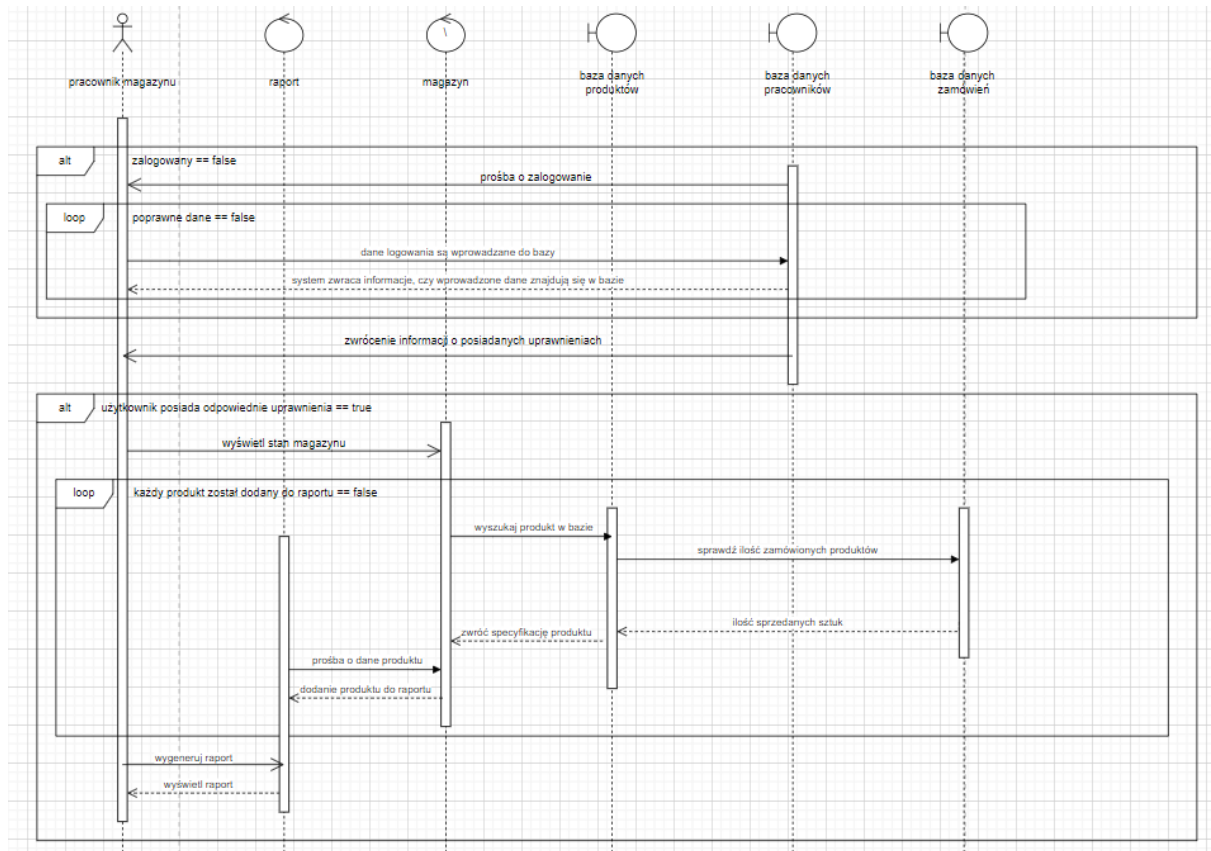 pracownik magazynu
raport
magazyn
baza danych
produktów
baza danych
pracowników
baza danych
zamówień
alt
zalogowany == false
prośba o zalogowanie
loop
poprawne dane == false
dane logowania są wprowadzane do bazy
system zwraca informacje, czy wprowadzone dane znajdują się w bazie
zwrócenie informacji o posiadanych uprawnieniach
alt
użytkownik posiada odpowiednie uprawnienia == true
wyświetl stan magazynu
loop
każdy produkt został dodany do raportu == false
wyszukaj produkt w bazie
sprawdź ilość zamówionych produktów
ilość sprzedanych sztuk
zwróć specyfikację produktu
prośba o dane produktu
dodanie produktu do raportu
wygeneruj raport
wyświetl raport